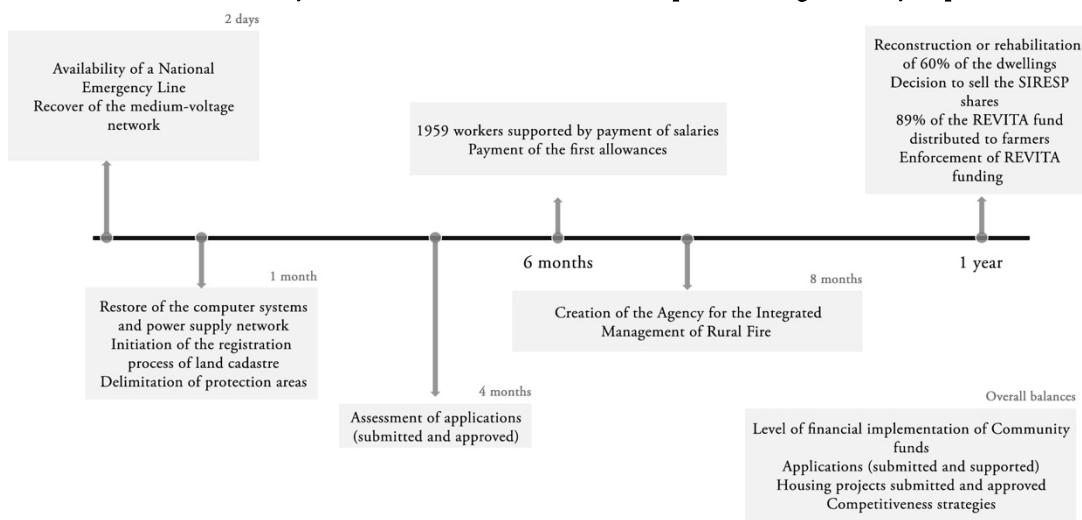 2 days
Availability of a National
Emergency Line
Recover of the medium-voltage
network
1959 workers supported by payment of salaries
Payment of the first allowances
Reconstruction or rehabilitation
of 60% of the dwellings
Decision to sell the SIRESP
shares
89% of the REVITA fund
distributed to farmers
Enforcement of REVITA
funding
6 months
1 year
1 month
Restore of the computer systems
and power supply network
Initiation of the registration
process of land cadastre
Delimitation of protection areas
4 months
Assessment of applications
(submitted and approved)
8 months
Creation of the Agency for the Integrated
Management of Rural Fire
Overall balances
Level of financial implementation of Community
funds
Applications (submitted and supported)
Housing projects submitted and approved
Competitiveness strategies